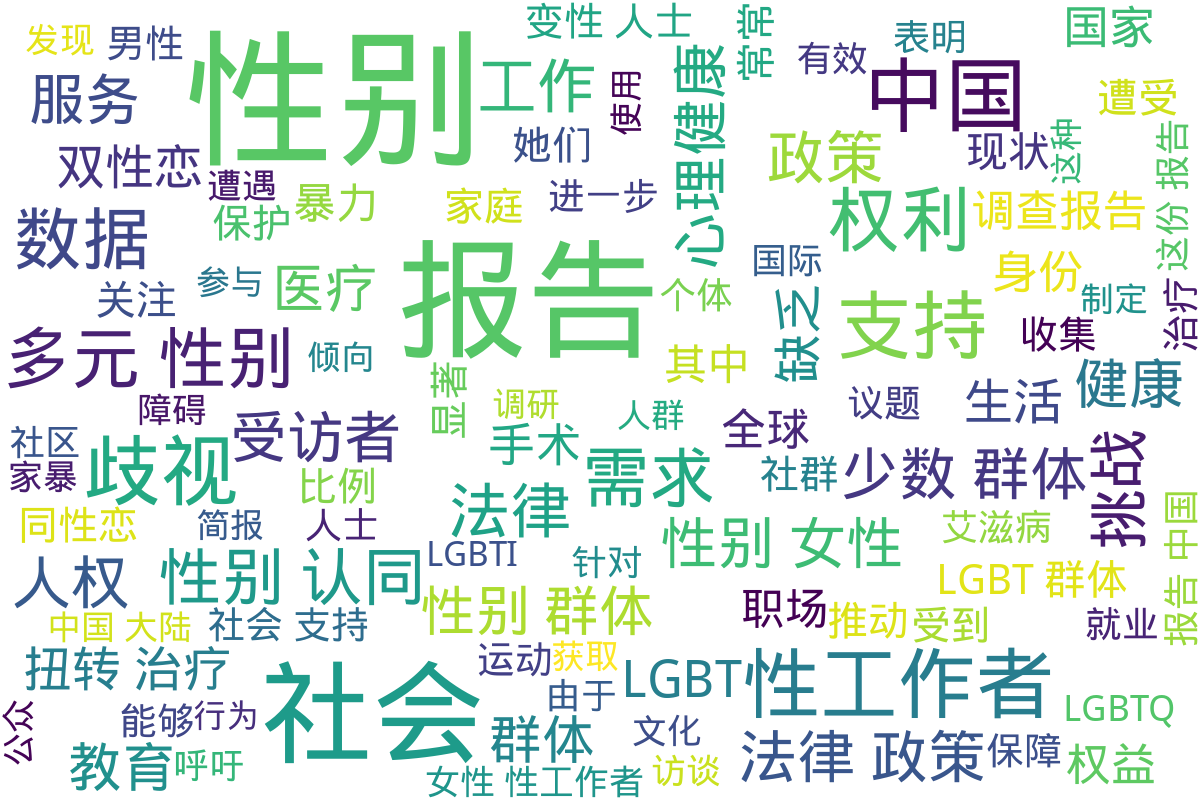 发现
男性
性别
变性 人士
常常
有效
表明
国家
服务
工作
使用
心理健康
中国
遭受
双性恋
遭遇
她们
政策
现状
这种
这份 报告
数据
保护
暴力
家庭
进一步
权利
调查报告
关注
参与
医疗
报告
个体
国际
缺乏
支持
身份
制定
治疗
收集
多元 性别
倾向
显著
其中
健康
障碍
调研
人群
全球
议题
生活
社区
家暴
歧视
受访者
比例
手术
需求
社群
少数 群体
挑战
同性恋
简报
人士
法律
性别 女性
艾滋病
报告 中国
人权
性别 认同
LGBTI
针对
LGBT 群体
性别 群体
职场
推动
受到
就业
中国 大陆
社会 支持
扭转 治疗
社会
运动
获取
LGBT
性工作者
公众
能够
行为
由于
文化
LGBTQ
教育
呼吁
群体
法律 政策
保障
权益
女性 性工作者
访谈